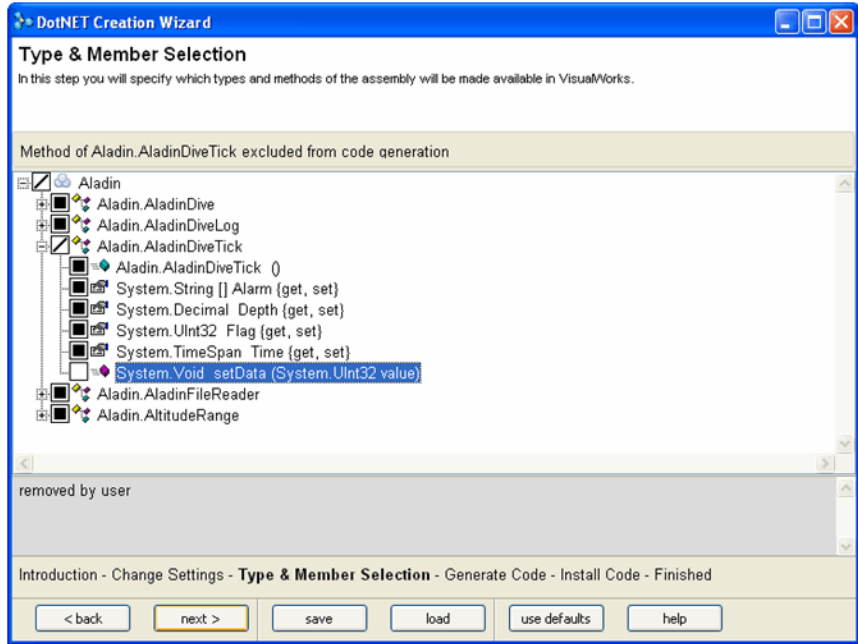 DotNET Creation Wizard
Type & Member Selection
In this step you will specify which types and methods of the assembly will be made available in VisualWorks.
Method of Aladin.AladinDiveTick excluded from code generation
Aladin
Aladin.AladinDive
Aladin.AladinDiveLog
Aladin.AladinDiveTick
Aladin.AladinDiveTick ()
System.String [] Alarm {get, set}
System.Decimal Depth {get, set}
System.UInt32 Flag {get, set}
System.TimeSpan Time {get, set}
System.Void setData (System.UInt32 value)
Aladin.AladinFileReader
Aladin.AltitudeRange
removed by user
Introduction - Change Settings - Type & Member Selection - Generate Code - Install Code - Finished
< back next > save load use defaults help